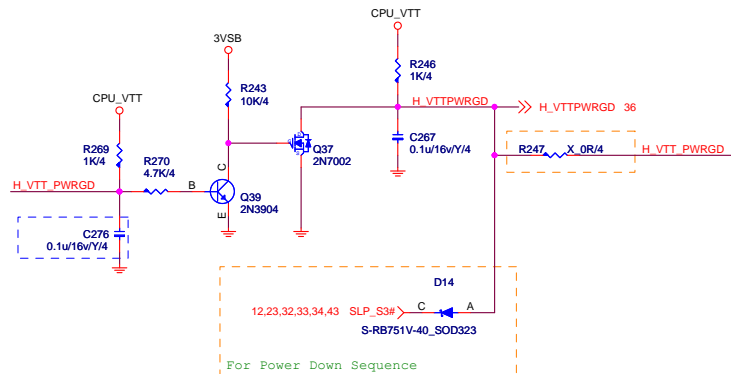 CPU_VTT
3VSB
R246
1K/4
R243
10K/4
CPU_VTT
H_VTTPWRGD
H_VTTPWRGD 36
R269
1K/4
R270
4.7K/4
Q37
2N7002
C267
0.1u/16v/Y/4
R247
X_0R/4
H_VTT_PWRGD
H_VTT_PWRGD
B
C
E
Q39
2N3904
C276
0.1u/16v/Y/4
D14
12,23,32,33,34,43 SLP_S3#
C
A
S-RB751V-40_SOD323
For Power Down Sequence